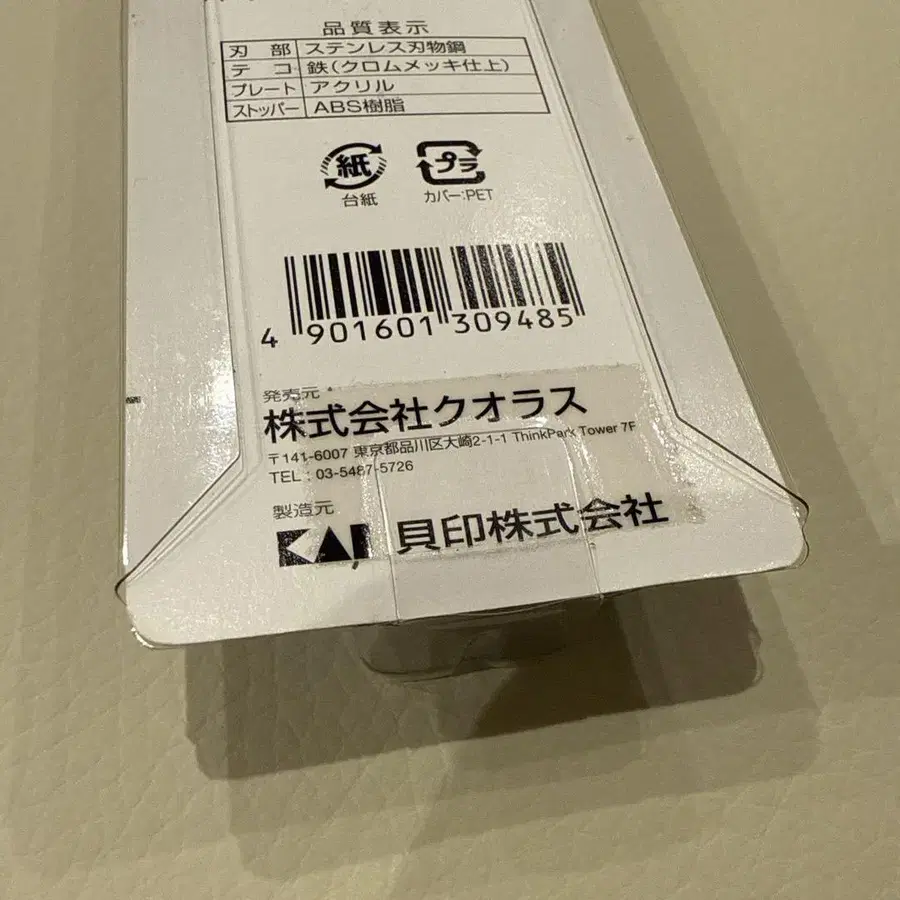 品質表示
刃部 ステンレス刃物鋼
テコ 鉄(クロムメッキ仕上)
プレート アクリル
ストッパー ABS樹脂
紙 プラ
台紙 カバー:PET
4 901601 309485
発売元
株式会社クオラス
〒141-6007 東京都品川区大崎2-1-1 ThinkPark Tower 7F
TEL : 03-5487-5726
製造元
KAI 貝印株式会社